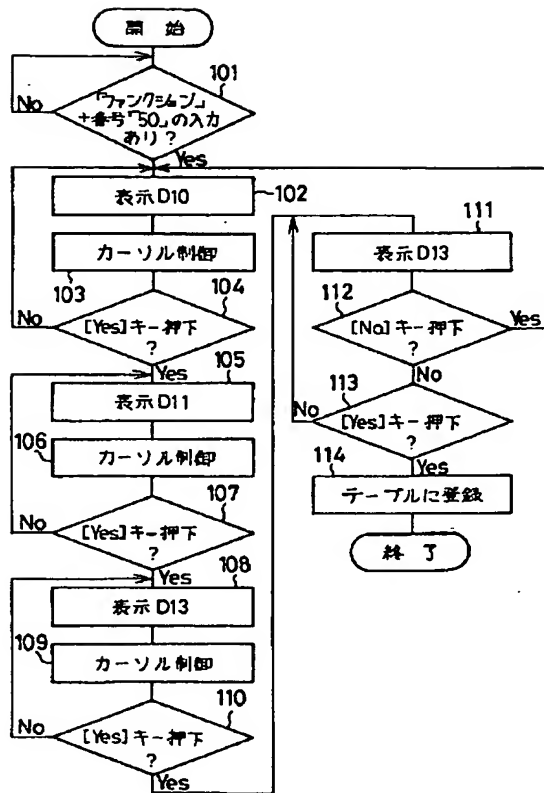 開始
101
「ファンクション」
+番号「50」の入力
あり?
No
Yes
表示D10
102
カーソル制御
103
104
[Yes]キー押下
?
No
Yes
105
表示D11
106
カーソル制御
107
[Yes]キー押下
?
No
Yes
108
表示D13
109
カーソル制御
110
[Yes]キー押下
?
No
Yes
111
表示D13
112
[No]キー押下
?
Yes
No
113
[Yes]キー押下
?
No
Yes
114
テーブルに登録
終了